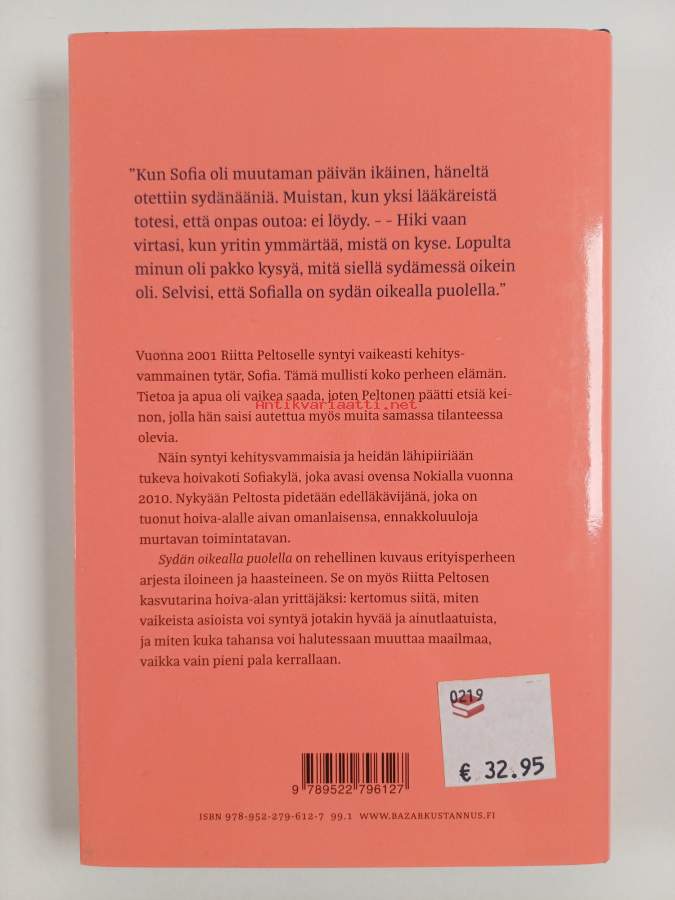 ”Kun Sofia oli muutaman päivän ikäinen, häneltä
otettiin sydänääniä. Muistan, kun yksi lääkäreistä
totesi, että onpas outoa: ei löydy. – – Hiki vaan
virtasi, kun yritin ymmärtää, mistä on kyse. Lopulta
minun oli pakko kysyä, mitä siellä sydämessä oikein
oli. Selvisi, että Sofialla on sydän oikealla puolella.”
Vuonna 2001 Riitta Peltoselle syntyi vaikeasti kehitys-
vammainen tytär, Sofia. Tämä mullisti koko perheen elämän.
Tietoa ja apua oli vaikea saada, joten Peltonen päätti etsiä kei-
Antikvariaatti.net
non, jolla hän saisi autettua myös muita samassa tilanteessa
olevia.
Näin syntyi kehitysvammaisia ja heidän lähipiiriään
tukeva hoivakoti Sofiakylä, joka avasi ovensa Nokialla vuonna
2010. Nykyään Peltosta pidetään edelläkävijänä, joka on
tuonut hoiva-alalle aivan omanlaisensa, ennakkoluuloja
murtavan toimintatavan.
Sydän oikealla puolella on rehellinen kuvaus erityisperheen
arjesta iloineen ja haasteineen. Se on myös Riitta Peltosen
kasvutarina hoiva-alan yrittäjäksi: kertomus siitä, miten
vaikeista asioista voi syntyä jotakin hyvää ja ainutlaatuista,
ja miten kuka tahansa voi halutessaan muuttaa maailmaa,
vaikka vain pieni pala kerrallaan.
0219
€ 32.95
9 789522 796127
ISBN 978-952-279-612-7 99.1 WWW.BAZARKUSTANNUS.FI